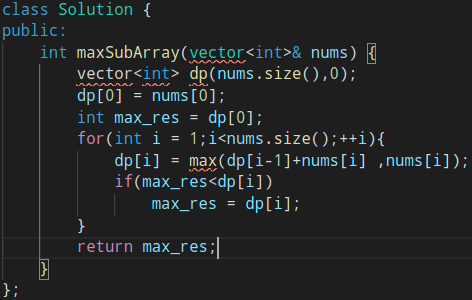 class Solution {
public:
    int maxSubArray(vector<int>& nums) {
        vector<int> dp(nums.size(),0);
        dp[0] = nums[0];
        int max_res = dp[0];
        for(int i = 1;i<nums.size();++i){
            dp[i] = max(dp[i-1]+nums[i] ,nums[i]);
            if(max_res<dp[i])
                max_res = dp[i];
        }
        return max_res;
    }
};